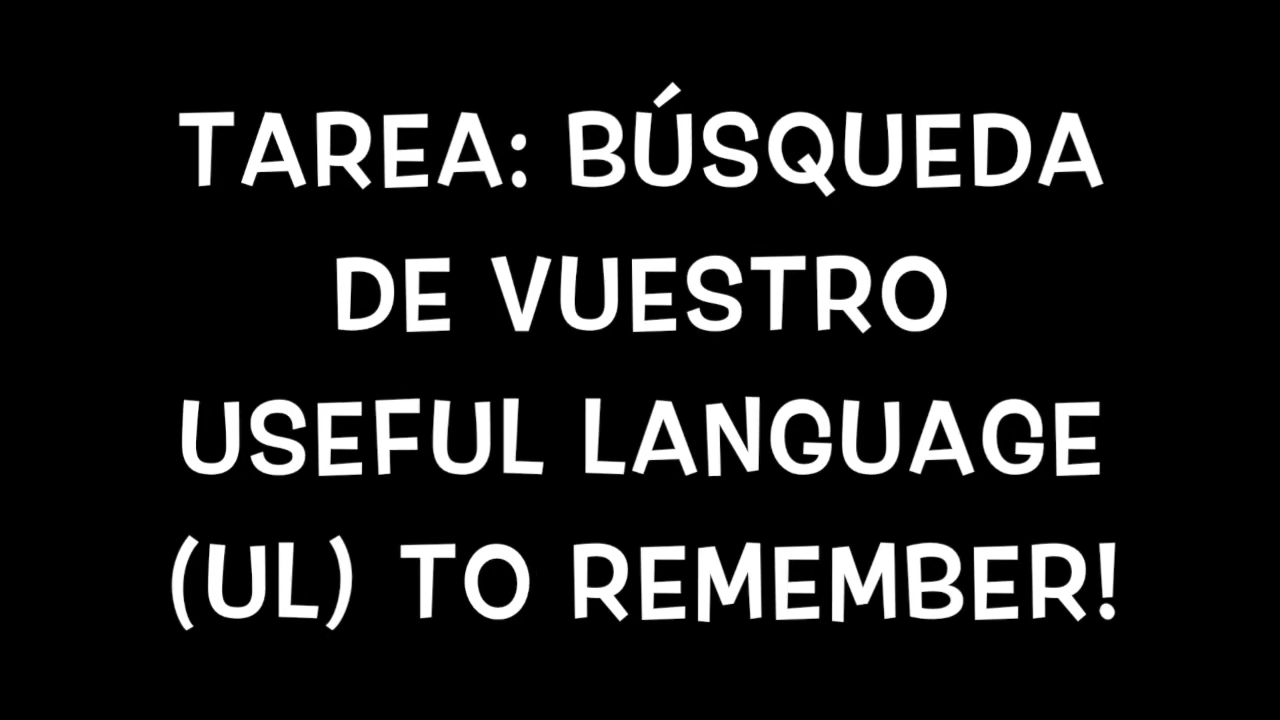 TAREA: BÚSQUEDA
DE VUESTRO
USEFUL LANGUAGE
(UL) TO REMEMBER!